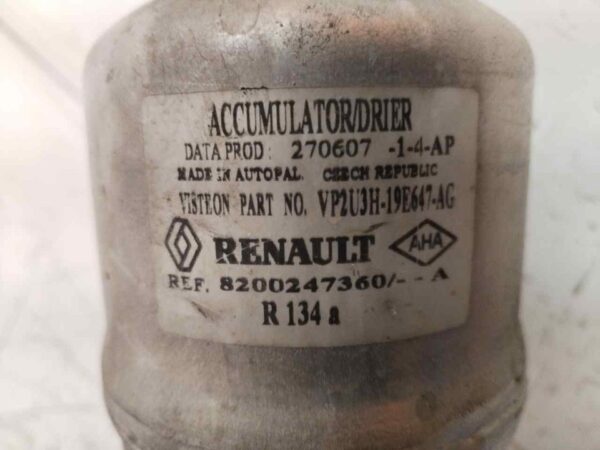 ACCUMULATOR/DRIER
DATA PROD: 270607 -1-4-AP
MADE IN AUTOPAL. CZECH REPUBLIC
VISTEON PART NO. VP2U3H-19E647-AG
RENAULT AHA
REF. 8200247360/-- A
R 134 a